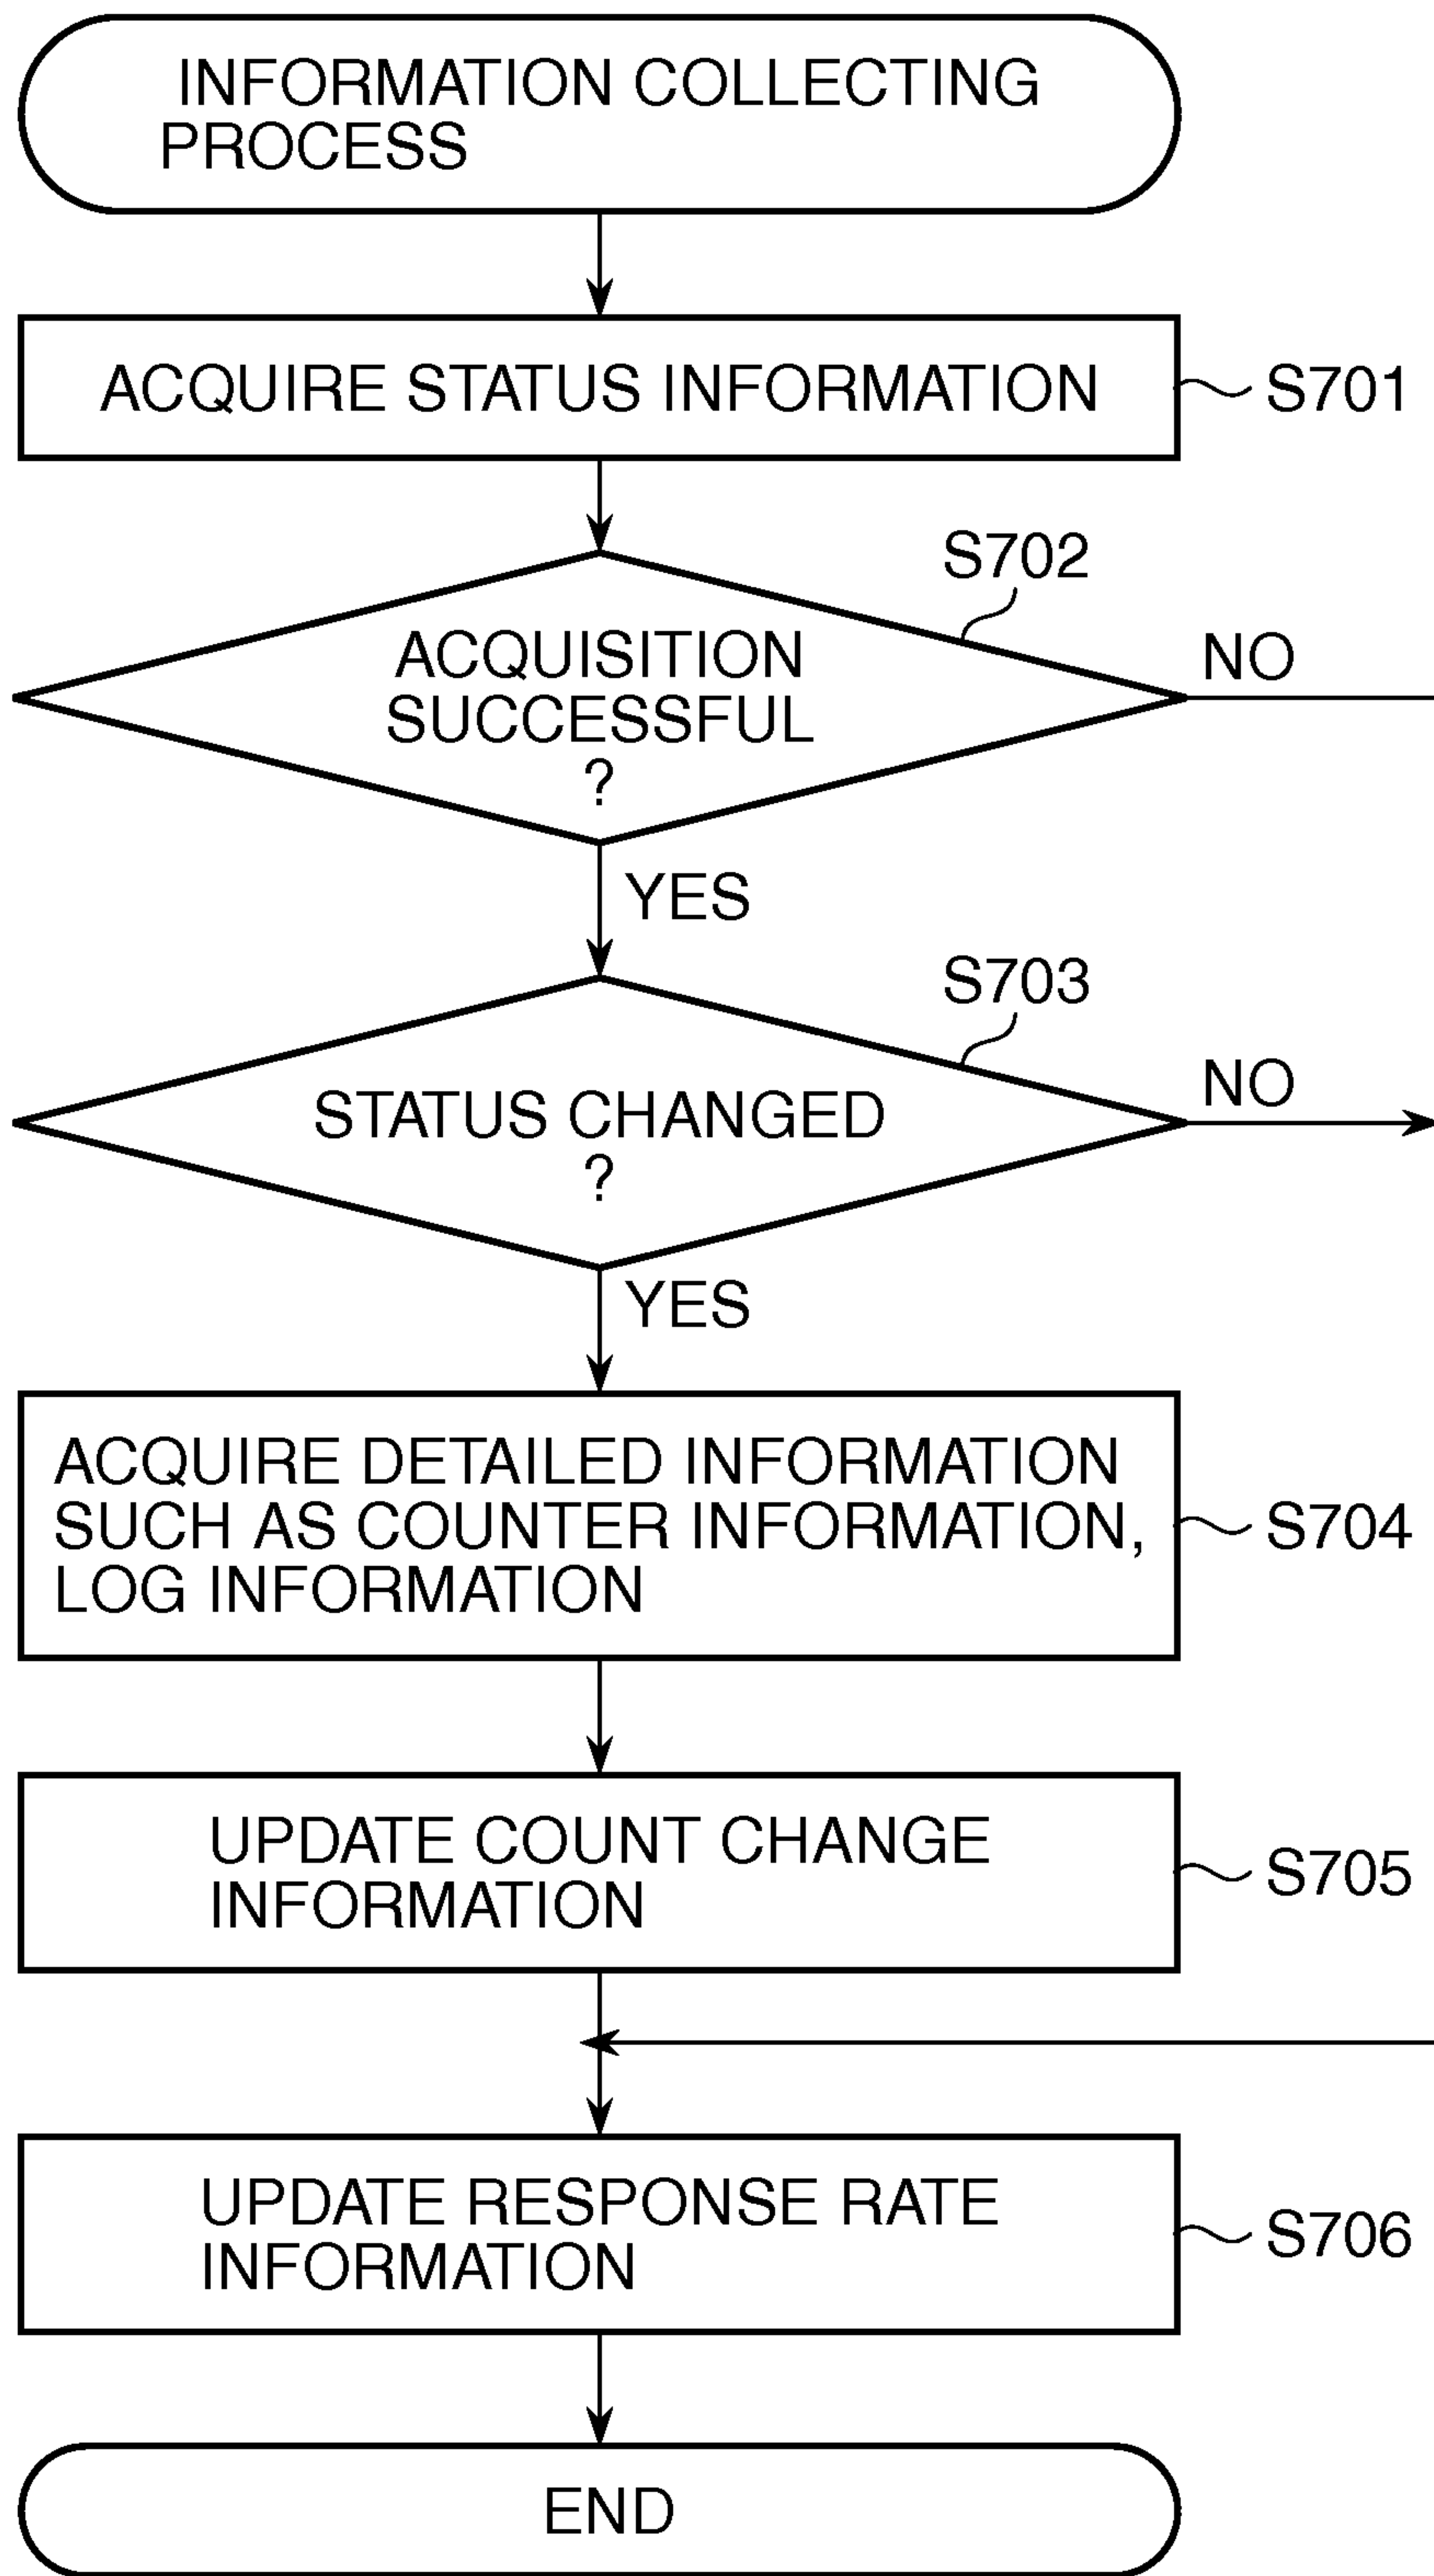 INFORMATION COLLECTING
PROCESS
ACQUIRE STATUS INFORMATION
S701
S702
ACQUISITION
SUCCESSFUL
?
NO
YES
S703
STATUS CHANGED
?
NO
YES
ACQUIRE DETAILED INFORMATION
SUCH AS COUNTER INFORMATION,
LOG INFORMATION
S704
UPDATE COUNT CHANGE
INFORMATION
S705
UPDATE RESPONSE RATE
INFORMATION
S706
END